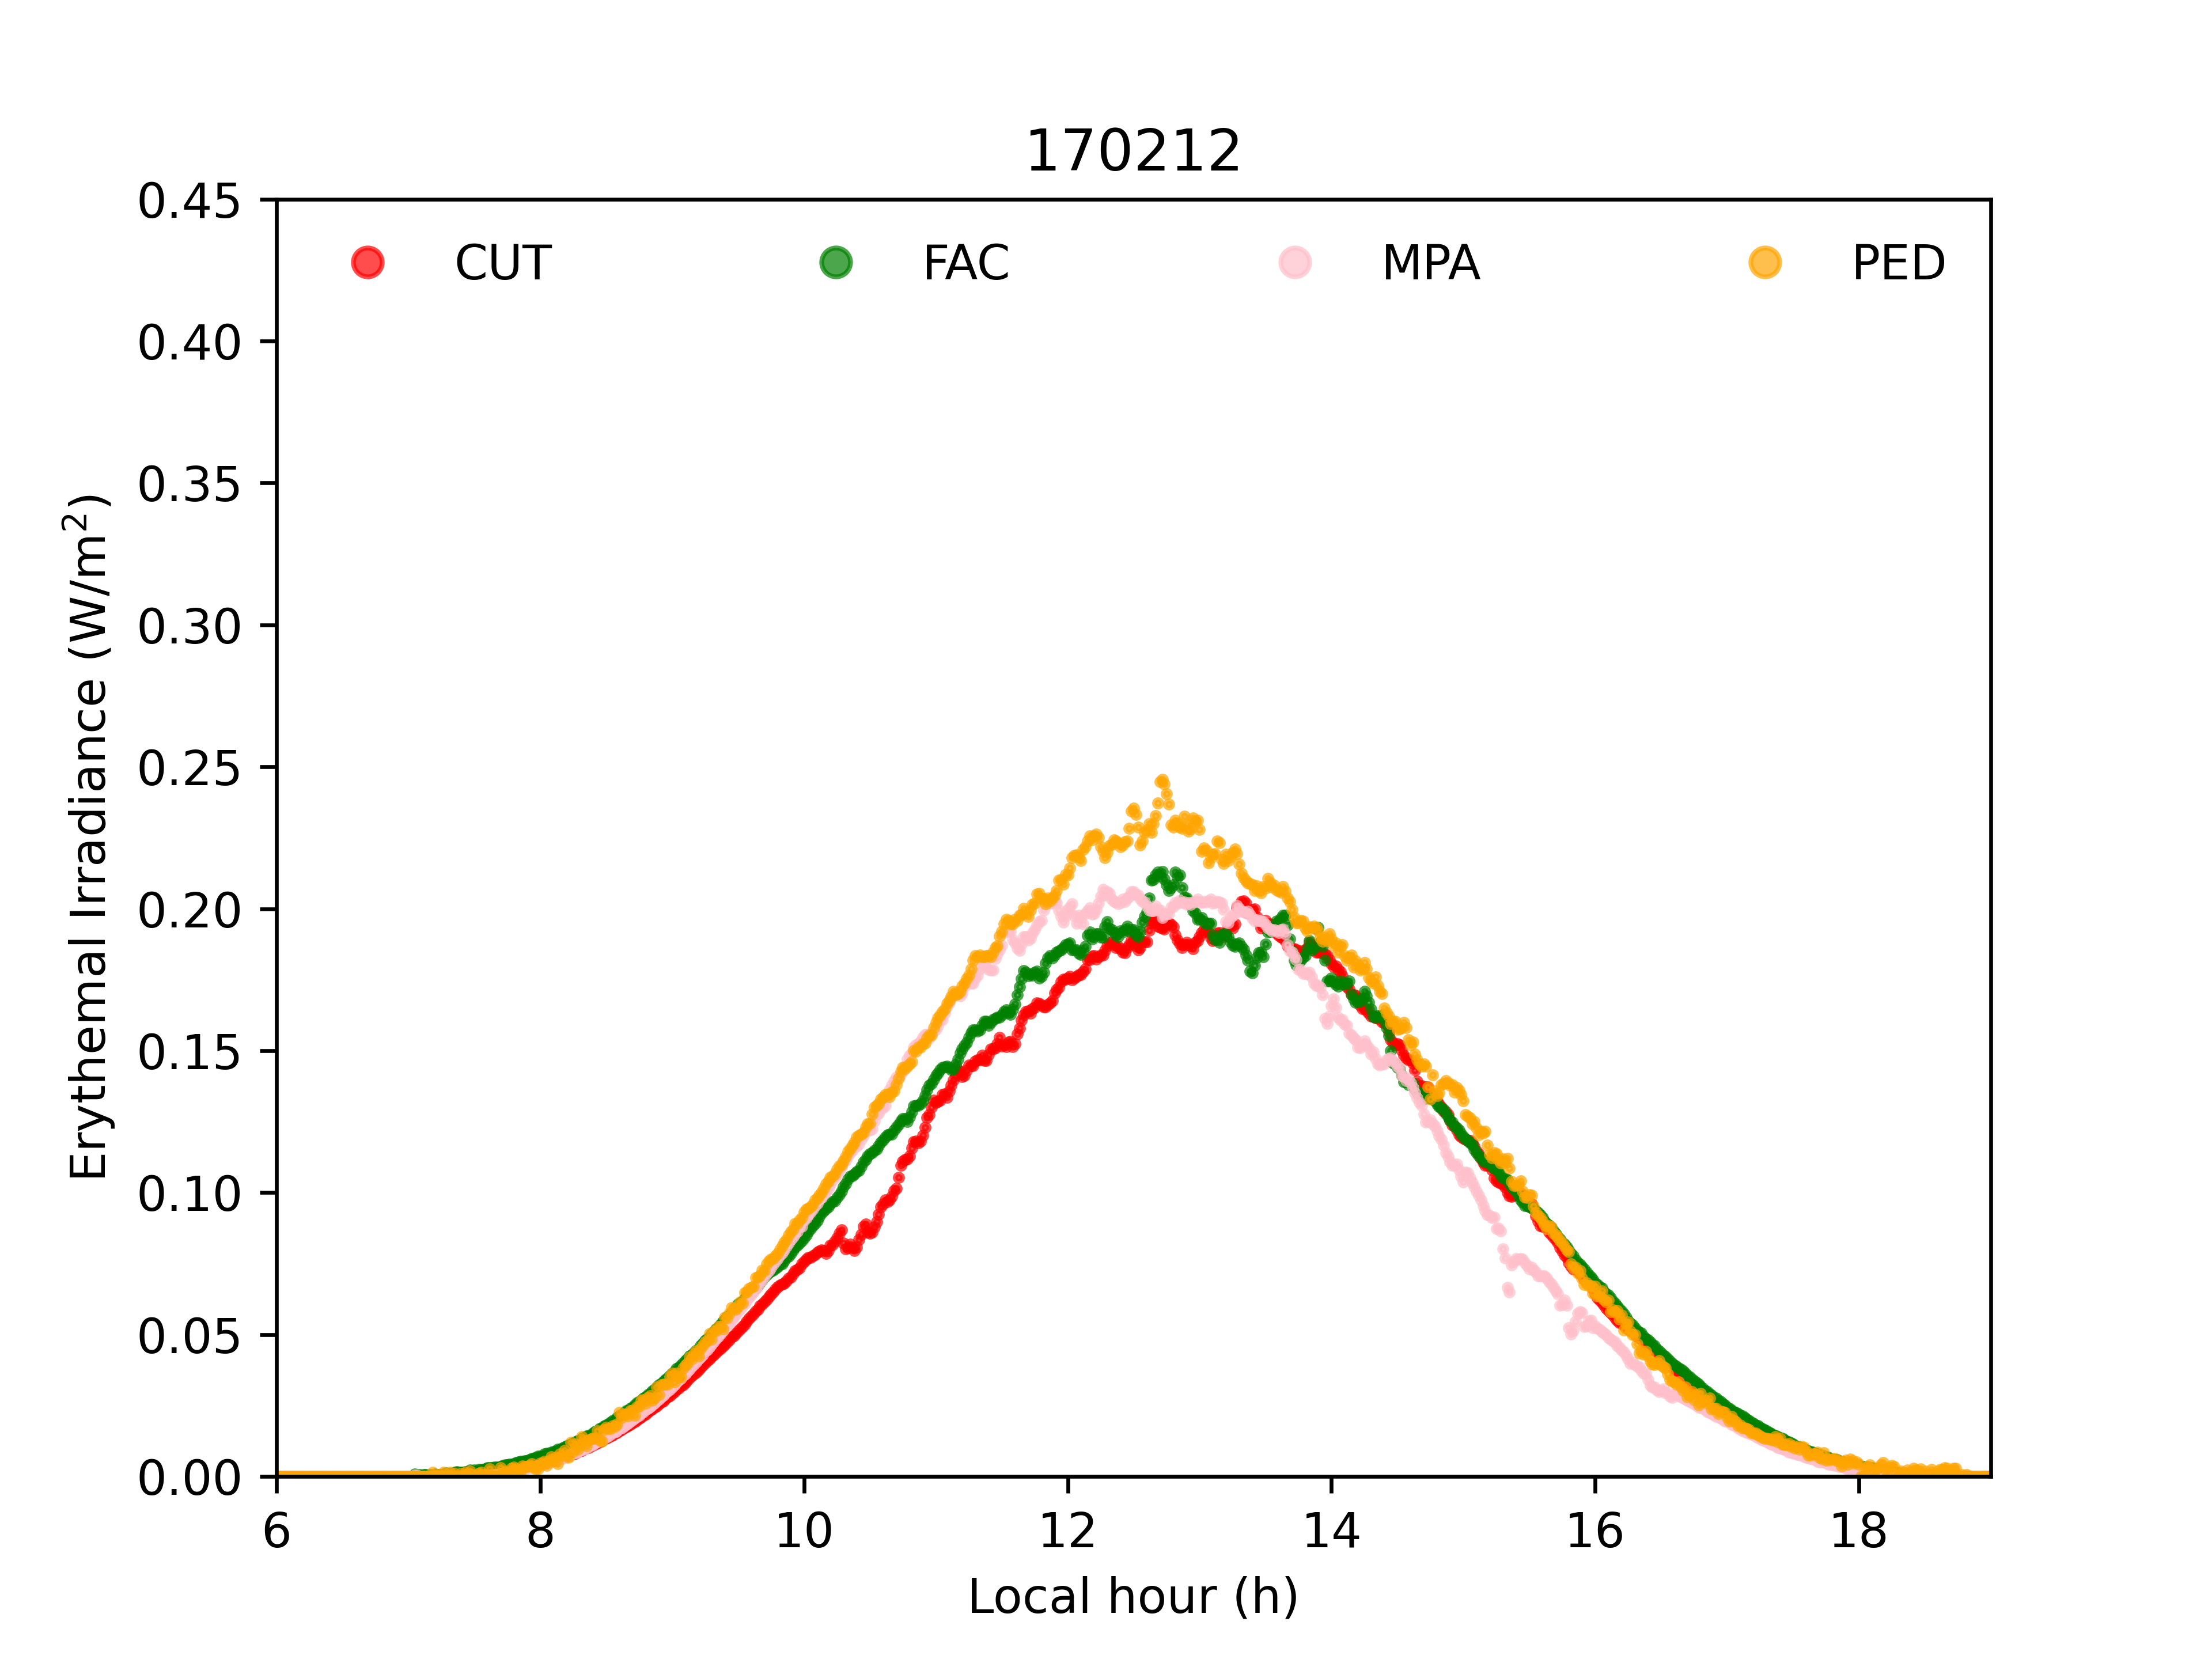 170212
CUT FAC MPA PED
0.45
0.40
0.35
0.30
0.25
0.20
0.15
0.10
0.05
0.00
Erythemal Irradiance (W/m²)
6 8 10 12 14 16 18
Local hour (h)